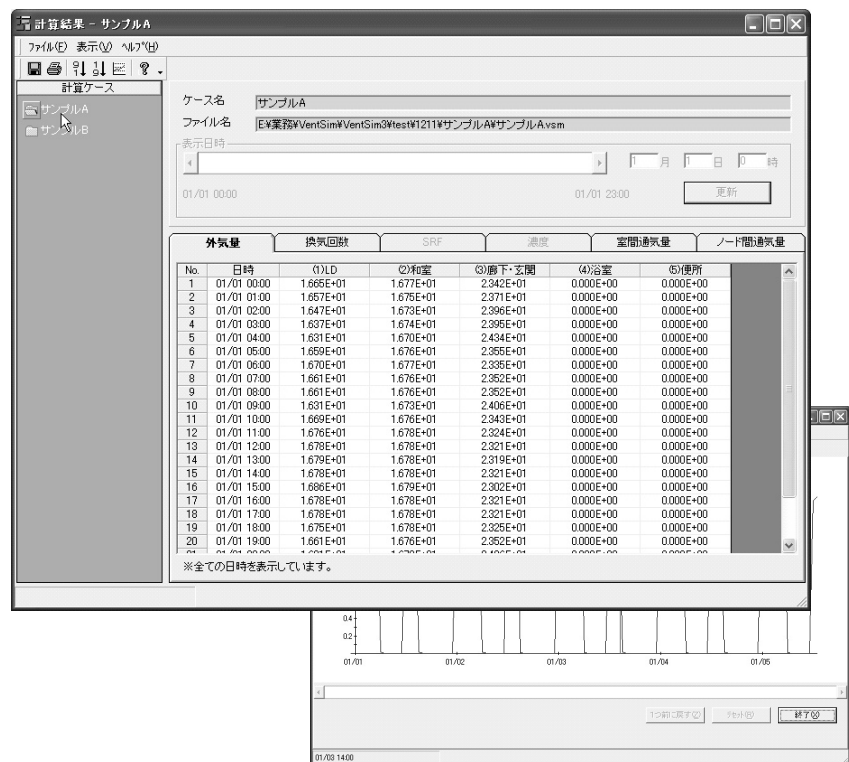 計算結果 - サンプルA
ファイル(F) 表示(V) ヘルプ(H)
計算ケース
サンプルA
サンプルB
ケース名 サンプルA
ファイル名 E:¥業務¥VentSim¥VentSim3¥test¥1211¥サンプルA¥サンプルA.vsm
表示日時
1 月 1 日 0 時
01/01 00:00 01/01 23:00 更新
外気量 換気回数 SRF 濃度 室間通気量 ノード間通気量
No. 日時 (1)LD (2)和室 (3)廊下・玄関 (4)浴室 (5)便所
1 01/01 00:00 1.665E+01 1.677E+01 2.342E+01 0.000E+00 0.000E+00
2 01/01 01:00 1.657E+01 1.675E+01 2.371E+01 0.000E+00 0.000E+00
3 01/01 02:00 1.647E+01 1.673E+01 2.396E+01 0.000E+00 0.000E+00
4 01/01 03:00 1.637E+01 1.674E+01 2.395E+01 0.000E+00 0.000E+00
5 01/01 04:00 1.631E+01 1.670E+01 2.434E+01 0.000E+00 0.000E+00
6 01/01 05:00 1.659E+01 1.676E+01 2.355E+01 0.000E+00 0.000E+00
7 01/01 06:00 1.670E+01 1.677E+01 2.335E+01 0.000E+00 0.000E+00
8 01/01 07:00 1.661E+01 1.676E+01 2.352E+01 0.000E+00 0.000E+00
9 01/01 08:00 1.661E+01 1.676E+01 2.352E+01 0.000E+00 0.000E+00
10 01/01 09:00 1.631E+01 1.673E+01 2.406E+01 0.000E+00 0.000E+00
11 01/01 10:00 1.669E+01 1.676E+01 2.343E+01 0.000E+00 0.000E+00
12 01/01 11:00 1.676E+01 1.678E+01 2.324E+01 0.000E+00 0.000E+00
13 01/01 12:00 1.678E+01 1.678E+01 2.321E+01 0.000E+00 0.000E+00
14 01/01 13:00 1.679E+01 1.678E+01 2.319E+01 0.000E+00 0.000E+00
15 01/01 14:00 1.678E+01 1.678E+01 2.321E+01 0.000E+00 0.000E+00
16 01/01 15:00 1.686E+01 1.679E+01 2.302E+01 0.000E+00 0.000E+00
17 01/01 16:00 1.678E+01 1.678E+01 2.321E+01 0.000E+00 0.000E+00
18 01/01 17:00 1.678E+01 1.678E+01 2.321E+01 0.000E+00 0.000E+00
19 01/01 18:00 1.675E+01 1.678E+01 2.325E+01 0.000E+00 0.000E+00
20 01/01 19:00 1.661E+01 1.676E+01 2.352E+01 0.000E+00 0.000E+00
※全ての日時を表示しています。
0.4
0.2
01/01 01/02 01/03 01/04 01/05
1つ前に戻す(Z) リセット(R) 終了(X)
01/03 14:00